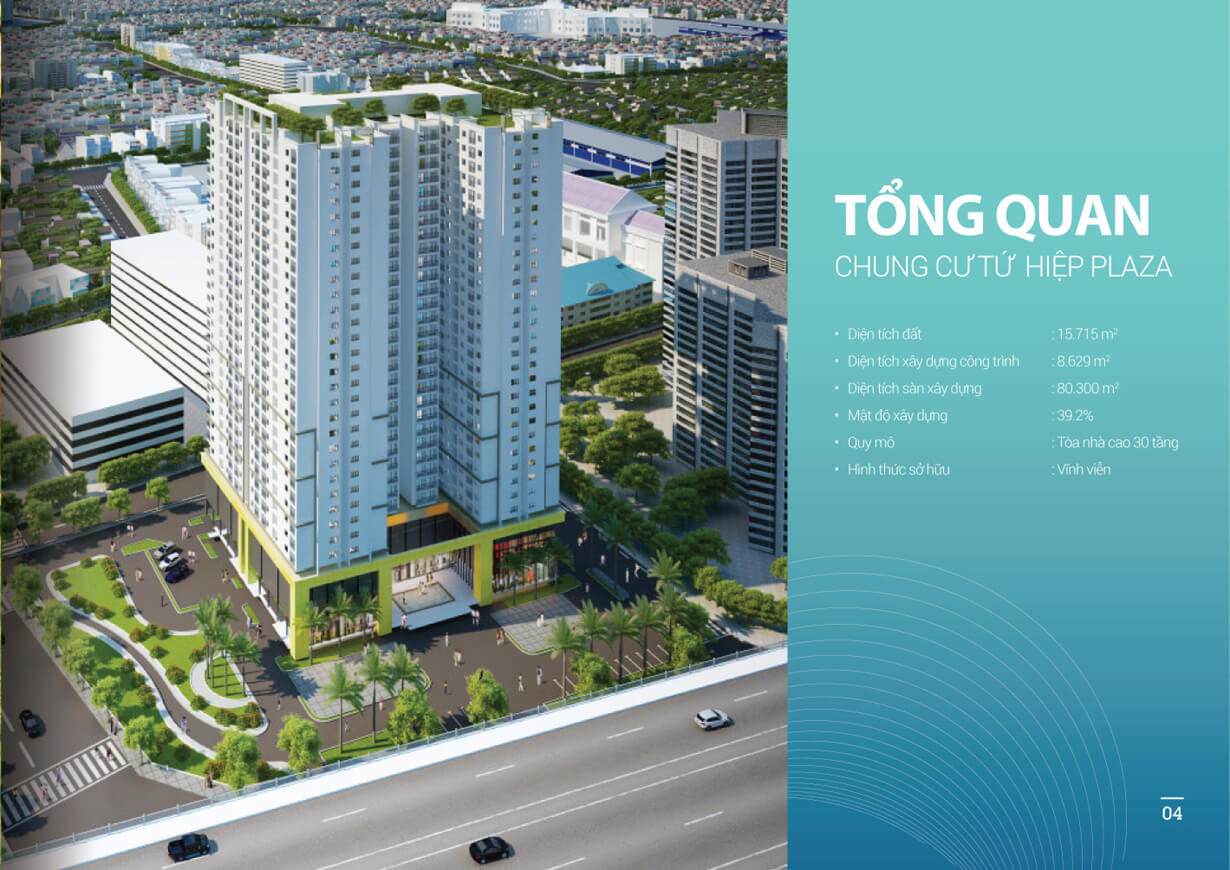 TỔNG QUAN
CHUNG CƯ TỨ HIỆP PLAZA
• Diện tích đất : 15.715 m²
• Diện tích xây dựng công trình : 8.629 m²
• Diện tích sàn xây dựng : 80.300 m²
• Mật độ xây dựng : 39.2%
• Quy mô : Tòa nhà cao 30 tầng
• Hình thức sở hữu : Vĩnh viễn
04